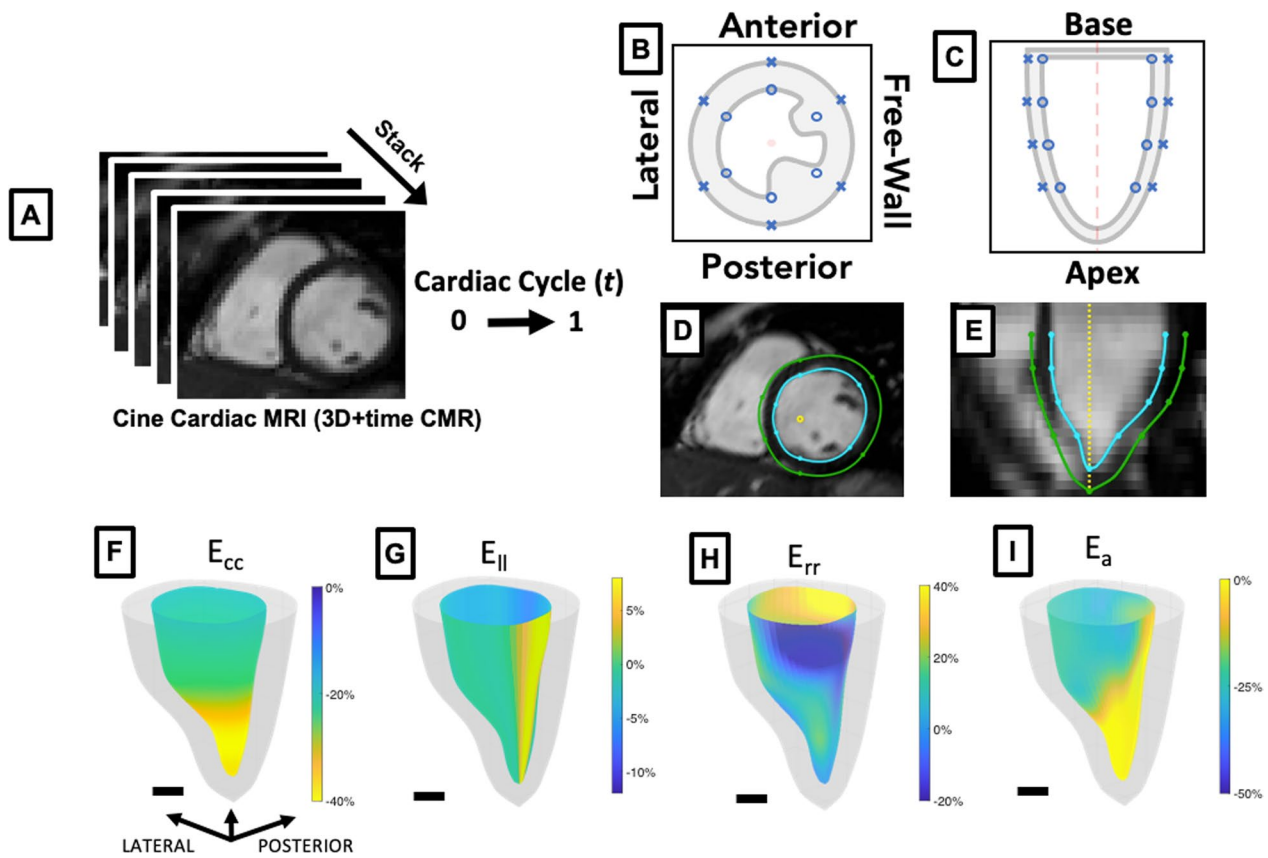 A
Stack
Cardiac Cycle (t)
0 1
Cine Cardiac MRI (3D+time CMR)
B
Anterior
Lateral
Free-Wall
Posterior
C
Base
Apex
D
E
F
Ecc
0%
-20%
-40%
LATERAL
POSTERIOR
G
Ell
5%
0%
-5%
-10%
H
Err
40%
20%
0%
-20%
I
Ea
0%
-25%
-50%